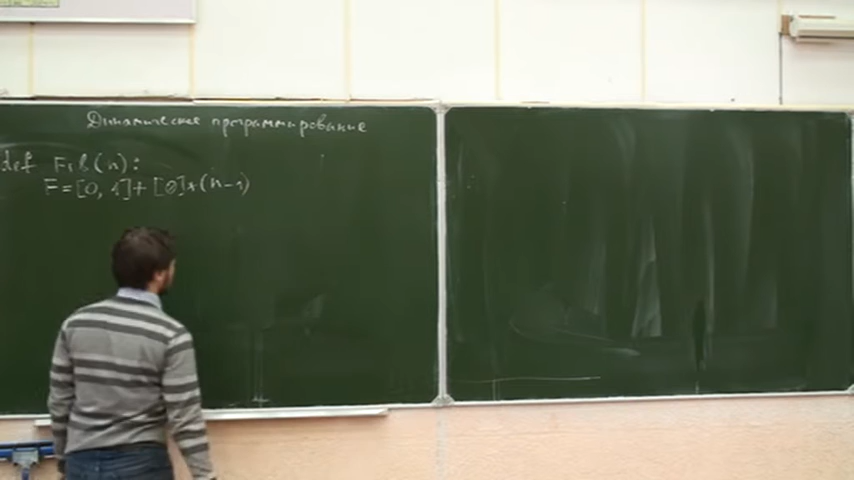 Динамическое программирование
def Fib(n):
F=[0, 1]+[0]*(n-1)